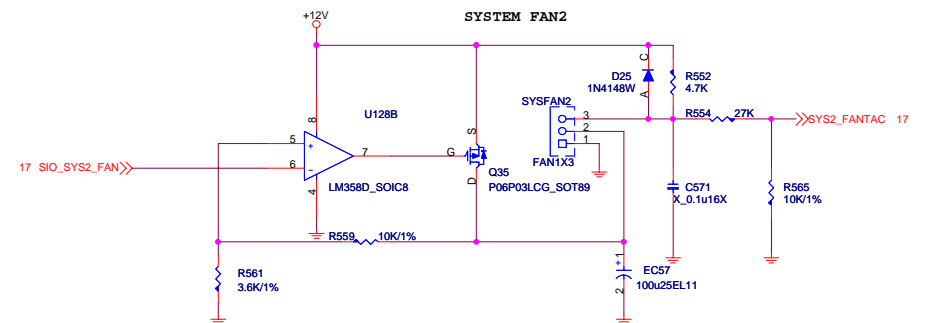 SYSTEM FAN2
+12V
C
D25
1N4148W
A
R552
4.7K
U128B
SYSFAN2
3
2
1
FAN1X3
R554
27K
SYS2_FANTAC 17
8
5
+
6
-
7
4
LM358D_SOIC8
17 SIO_SYS2_FAN
S
G
D
Q35
P06P03LCG_SOT89
C571
X_0.1u16X
R565
10K/1%
R559
10K/1%
R561
3.6K/1%
1
+
EC57
100u25EL11
2